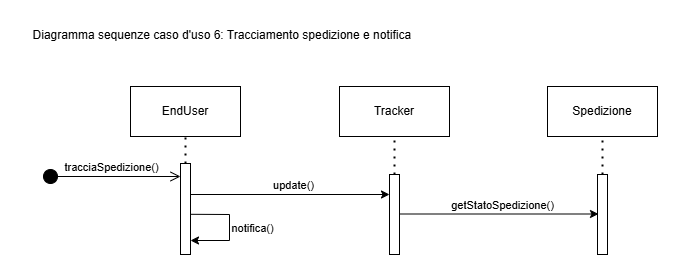 Diagramma sequenze caso d'uso 6: Tracciamento spedizione e notifica
EndUser
Tracker
Spedizione
tracciaSpedizione()
update()
getStatoSpedizione()
notifica()